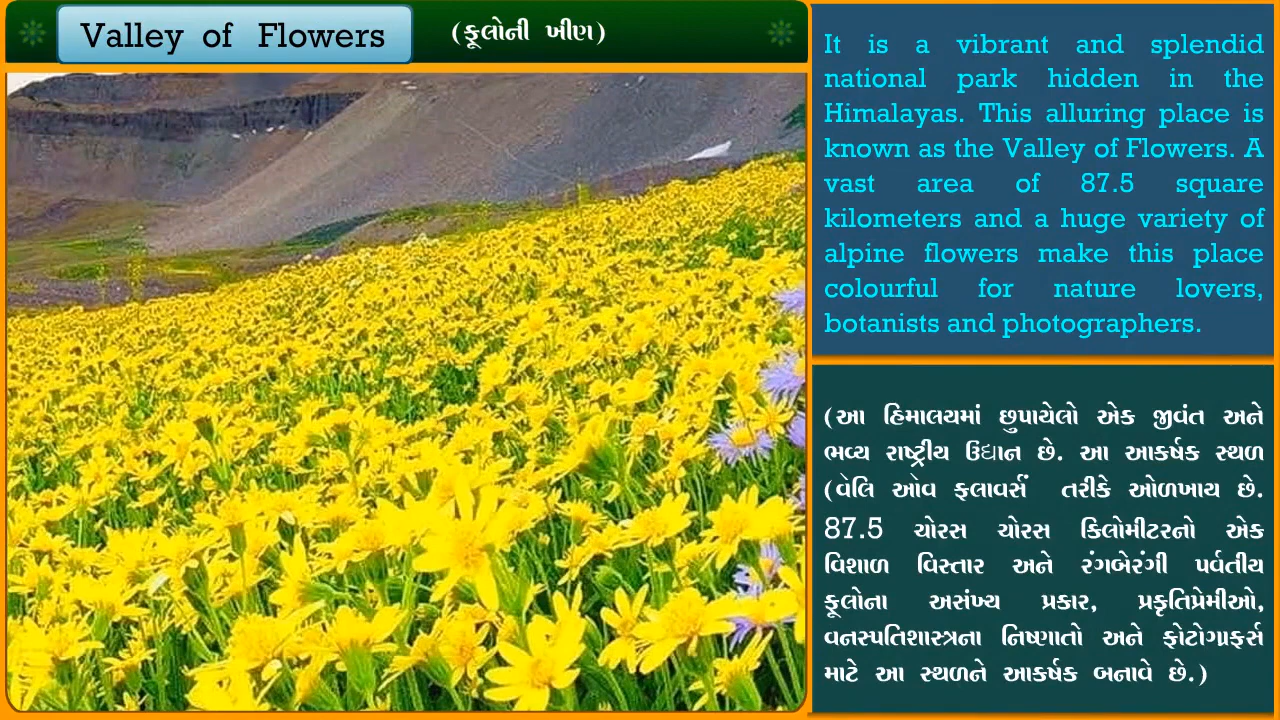 Valley of Flowers
(ફૂલોની ખીણ)
It is a vibrant and splendid
national park hidden in the
Himalayas. This alluring place is
known as the Valley of Flowers. A
vast area of 87.5 square
kilometers and a huge variety of
alpine flowers make this place
colourful for nature lovers,
botanists and photographers.
(આ હિમાલયમાં છુપાયેલો એક જીવંત અને
ભવ્ય રાષ્ટ્રીય ઉદ્યાન છે. આ આકર્ષક સ્થળ
(વેલિ ઓવ ફ્લાવર્સ તરીકે ઓળખાય છે.
87.5 ચોરસ ચોરસ કિલોમીટરનો એક
વિશાળ વિસ્તાર અને રંગબેરંગી પર્વતીય
ફૂલોના અસંખ્ય પ્રકાર, પ્રકૃતિપ્રેમીઓ,
વનસ્પતિશાસ્ત્રના નિષ્ણાતો અને ફોટોગ્રાફર્સ
માટે આ સ્થળને આકર્ષક બનાવે છે.)